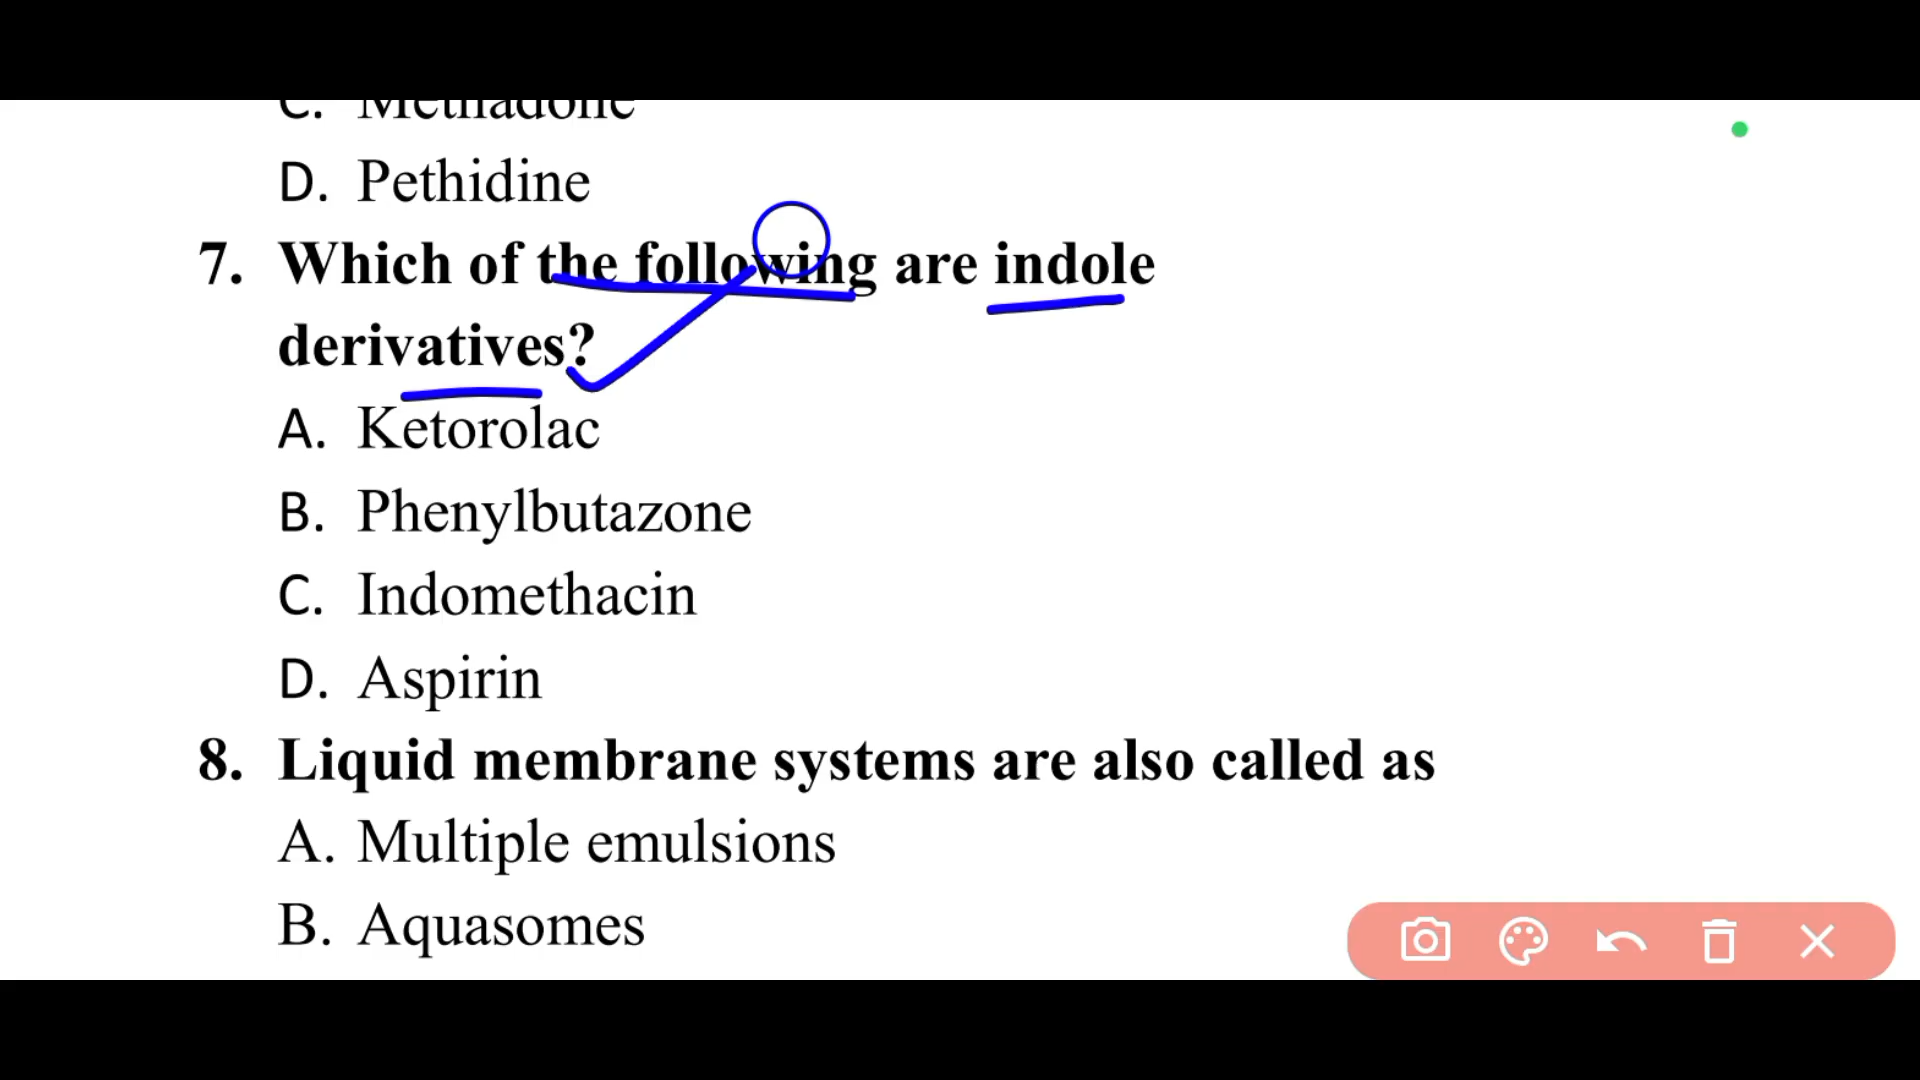 C. Methadone
D. Pethidine
7. Which of the following are indole
derivatives?
A. Ketorolac
B. Phenylbutazone
C. Indomethacin
D. Aspirin
8. Liquid membrane systems are also called as
A. Multiple emulsions
B. Aquasomes